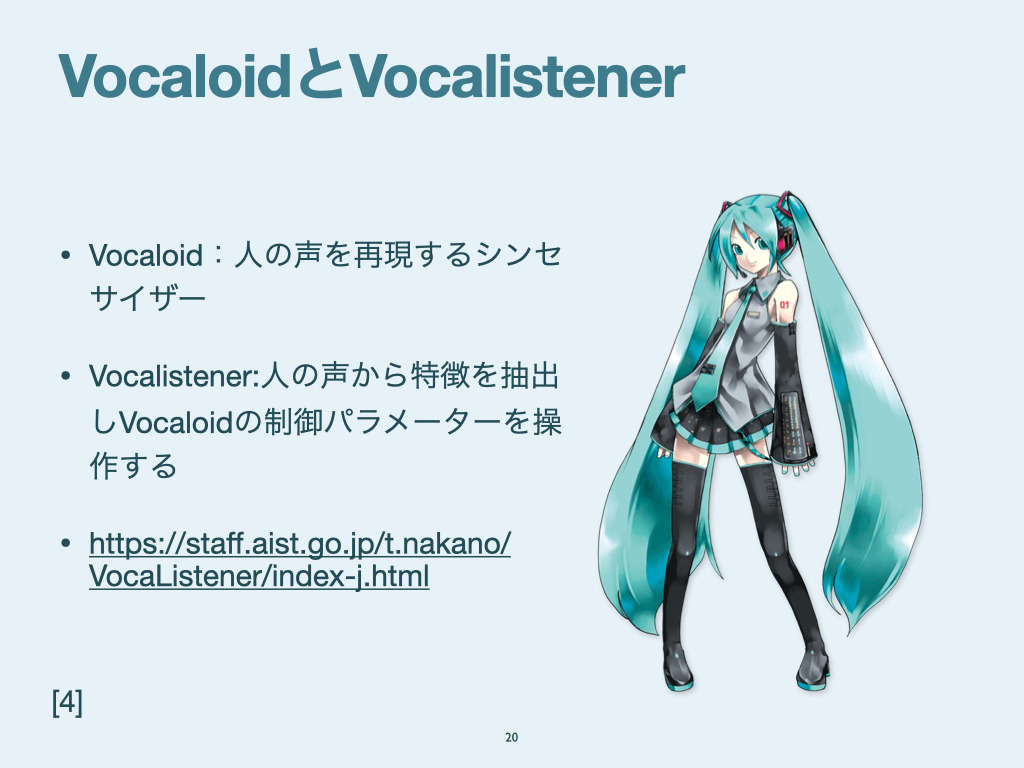 VocaloidとVocalistener
• Vocaloid：人の声を再現するシンセ
サイザー
• Vocalistener:人の声から特徴を抽出
しVocaloidの制御パラメーターを操
作する
• https://staff.aist.go.jp/t.nakano/
VocaListener/index-j.html
01
[4]
20